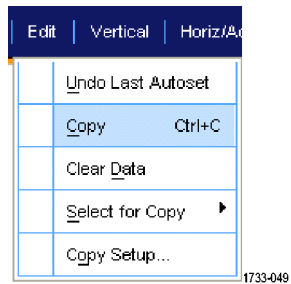 Edit Vertical Horiz/Ac
Undo Last Autoset
Copy Ctrl+C
Clear Data
Select for Copy
Copy Setup...
1733-049